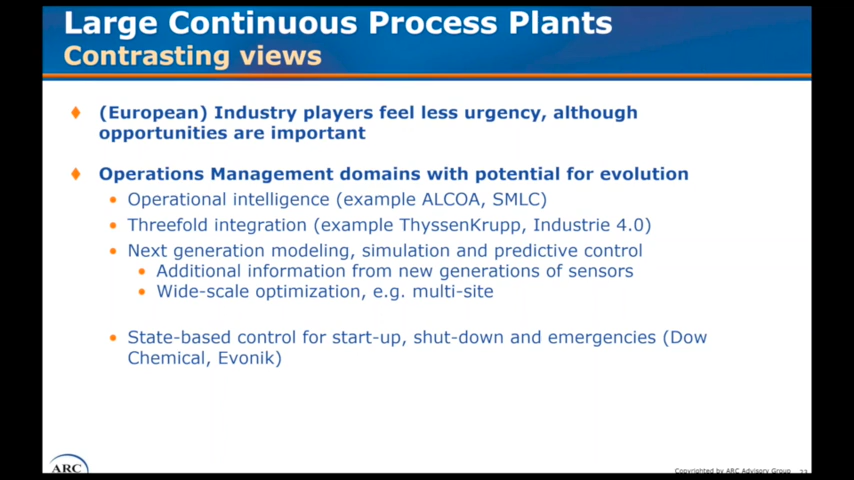 Large Continuous Process Plants
Contrasting views
(European) Industry players feel less urgency, although
opportunities are important
Operations Management domains with potential for evolution
Operational intelligence (example ALCOA, SMLC)
Threefold integration (example ThyssenKrupp, Industrie 4.0)
Next generation modeling, simulation and predictive control
Additional information from new generations of sensors
Wide-scale optimization, e.g. multi-site
State-based control for start-up, shut-down and emergencies (Dow
Chemical, Evonik)
ARC
Copyrighted by ARC Advisory Group 23